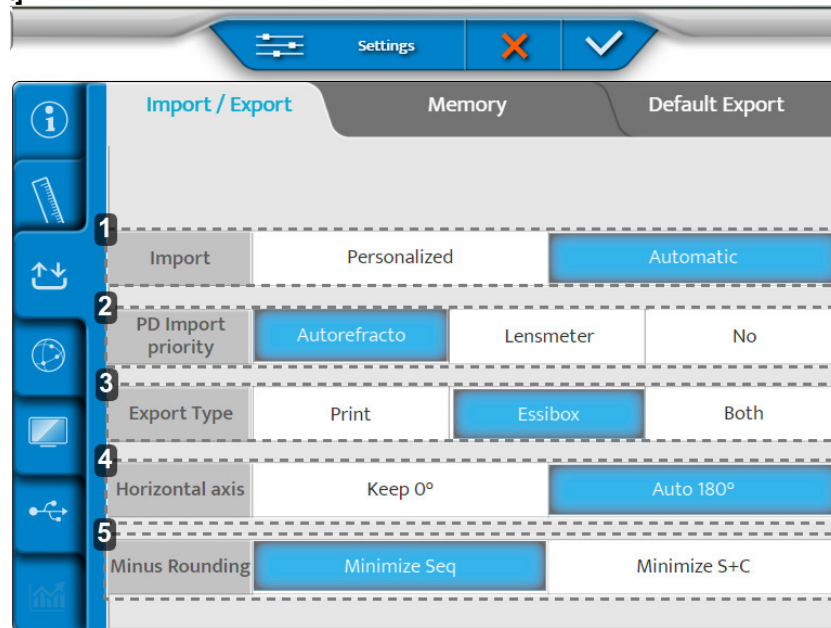 Settings
Import / Export Memory Default Export
1
Import Personalized Automatic
2
PD Import
priority Autorefracto Lensmeter No
3
Export Type Print Essibox Both
4
Horizontal axis Keep 0° Auto 180°
5
Minus Rounding Minimize Seq Minimize S+C